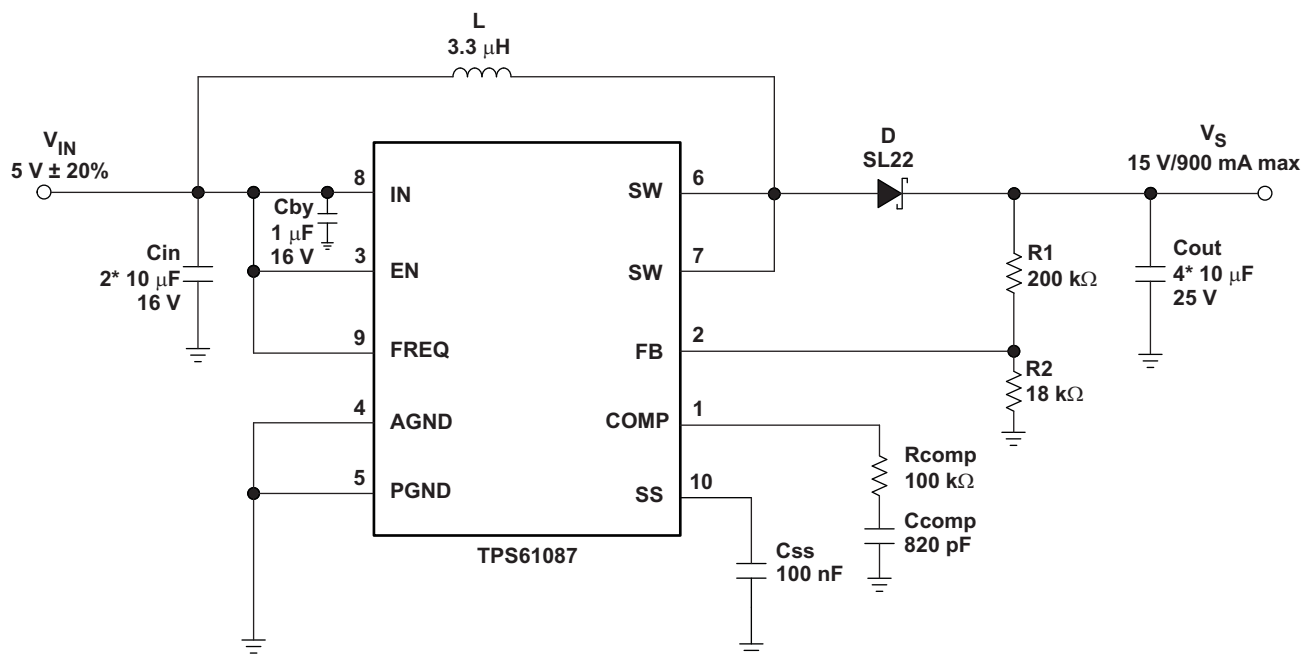 L
3.3 μH
V_IN
5 V ± 20%
D
SL22
V_S
15 V/900 mA max
8
IN
SW
6
Cby
1 μF
16 V
Cin
2* 10 μF
16 V
3
EN
SW
7
R1
200 kΩ
Cout
4* 10 μF
25 V
9
FREQ
FB
2
R2
18 kΩ
4
AGND
COMP
1
Rcomp
100 kΩ
5
PGND
SS
10
Ccomp
820 pF
TPS61087
Css
100 nF